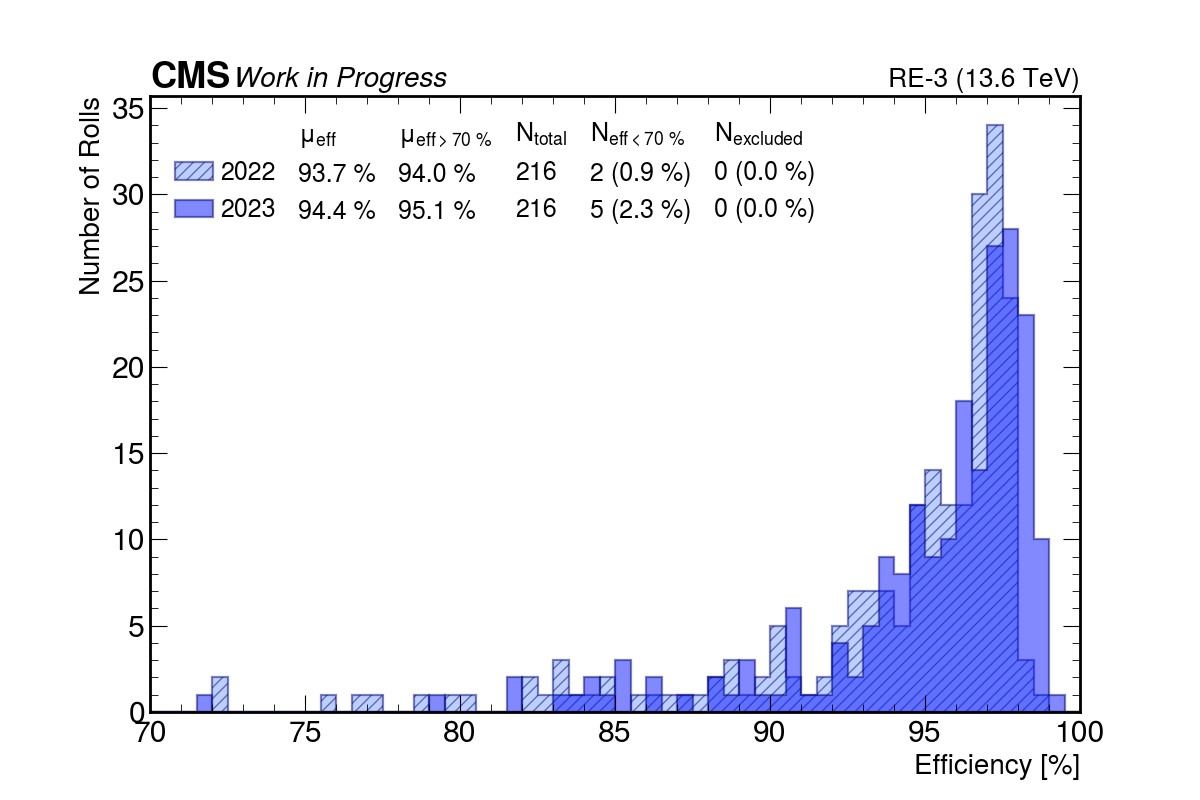 CMS Work in Progress RE-3 (13.6 TeV)
Number of Rolls
μeff μeff > 70 % Ntotal Neff < 70 % Nexcluded
2022 93.7 % 94.0 % 216 2 (0.9 %) 0 (0.0 %)
2023 94.4 % 95.1 % 216 5 (2.3 %) 0 (0.0 %)
35
30
25
20
15
10
5
0
70 75 80 85 90 95 100
Efficiency [%]